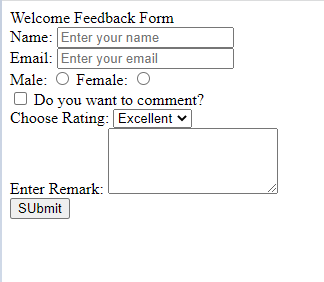 Welcome Feedback Form
Name: Enter your name
Email: Enter your email
Male: Female:
Do you want to comment?
Choose Rating: Excellent
Enter Remark:
SUbmit